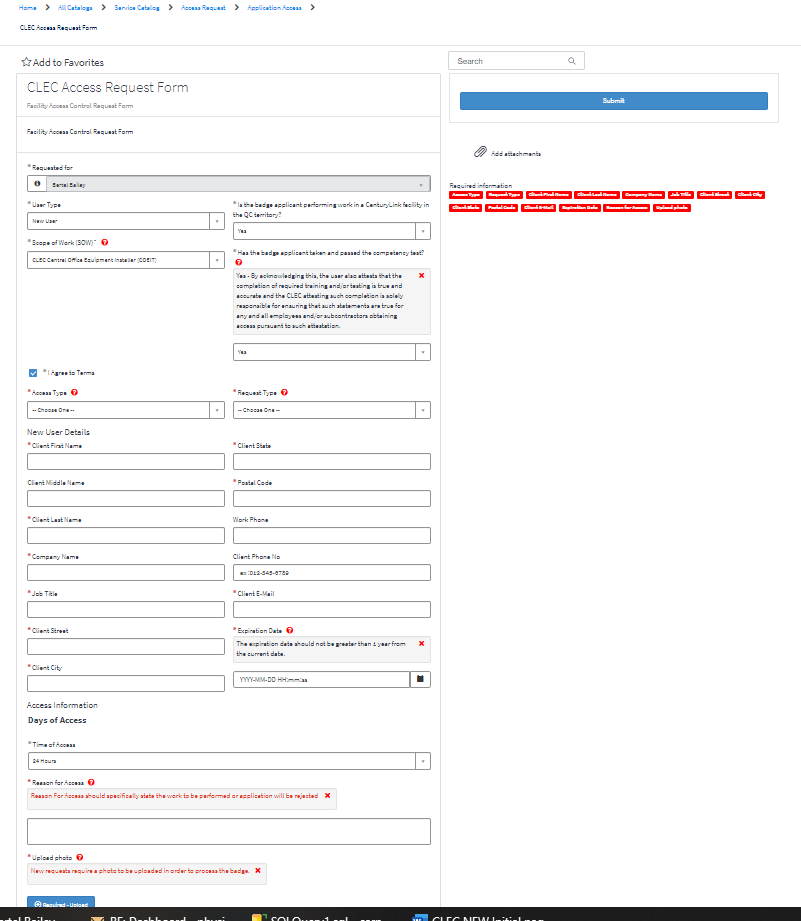 Home > All Catalogs > Service Catalog > Access Request > Application Access >
CLEC Access Request Form
Add to Favorites
Search
CLEC Access Request Form
Facility Access Control Request Form
Submit
Facility Access Control Request Form
Add attachments
*Requested for
Bertal Bailey
Required information
Access Type Request Type Client First Name Client Last Name Company Name Job Title Client Street Client City
Client State Postal Code Client E-Mail Expiration Date Reason for Access Upload photo
*User Type
New User
*Is the badge applicant performing work in a CenturyLink facility in
the QC territory?
Yes
*Scope of Work (SOW)*
CLEC Central Office Equipment Installer (COEIT)
*Has the badge applicant taken and passed the competency test?
Yes - By acknowledging this, the user also attests that the
completion of required training and/or testing is true and
accurate and the CLEC attesting such completion is solely
responsible for ensuring that such statements are true for
any and all employees and/or subcontractors obtaining
access pursuant to such attestation.
Yes
*I Agree to Terms
*Access Type
-- Choose One --
*Request Type
-- Choose One --
New User Details
*Client First Name
*Client State
Client Middle Name
*Postal Code
*Client Last Name
Work Phone
*Company Name
Client Phone No
ex :012-345-6789
*Job Title
*Client E-Mail
*Client Street
*Expiration Date
The expiration date should not be greater than 1 year from
the current date.
*Client City
YYYY-MM-DD HH:mm:ss
Access Information
Days of Access
*Time of Access
24 Hours
*Reason for Access
Reason For Access should specifically state the work to be performed or application will be rejected
*Upload photo
New requests require a photo to be uploaded in order to process the badge.
Required - Upload